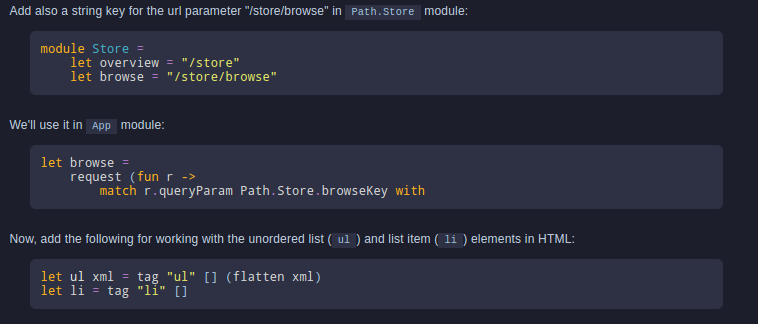 Add also a string key for the url parameter "/store/browse" in Path.Store module:
module Store =
    let overview = "/store"
    let browse = "/store/browse"
We'll use it in App module:
let browse =
    request (fun r ->
        match r.queryParam Path.Store.browseKey with
Now, add the following for working with the unordered list ( ul ) and list item ( li ) elements in HTML:
let ul xml = tag "ul" [] (flatten xml)
let li = tag "li" []